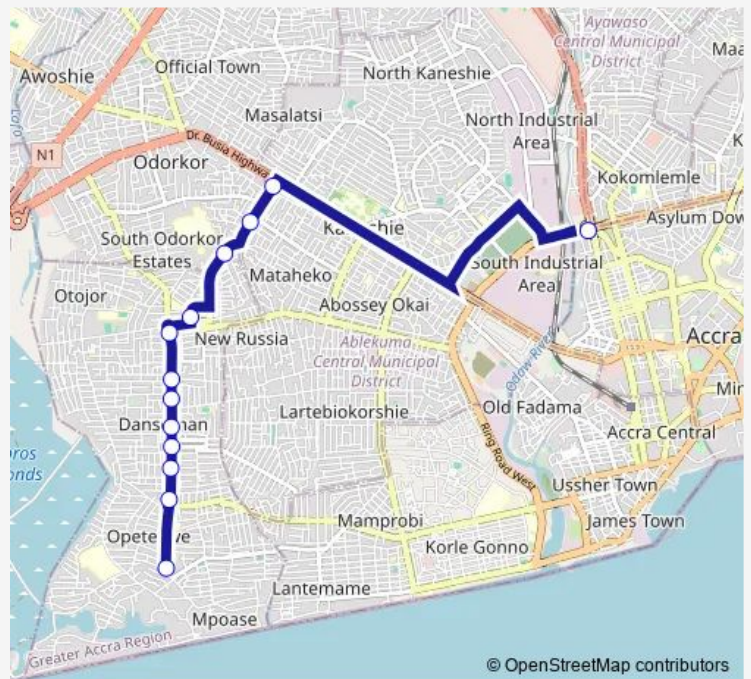 Ayawaso
Central Municipal
District
Official Town
Awoshie
North Kaneshie
Masalatsi
North Industrial
Area
Dr. Busia Highwa
N1
Odorkor
Kokomlemle
Asylum Dow
South Odorkor
Estates
Mataheko
South Industrial
Area
Otojor
Abossey Okai
New Russia
Ablekuma
Central Municipal
District
Accra
Odaw River
Lartebiokorshie
Old Fadama
Accra Central
Ring Road West
Ussher Town
James Town
Mamprobi
Korle Gonno
Lantemame
Mpoase
Greater Accra Region
© OpenStreetMap contributors